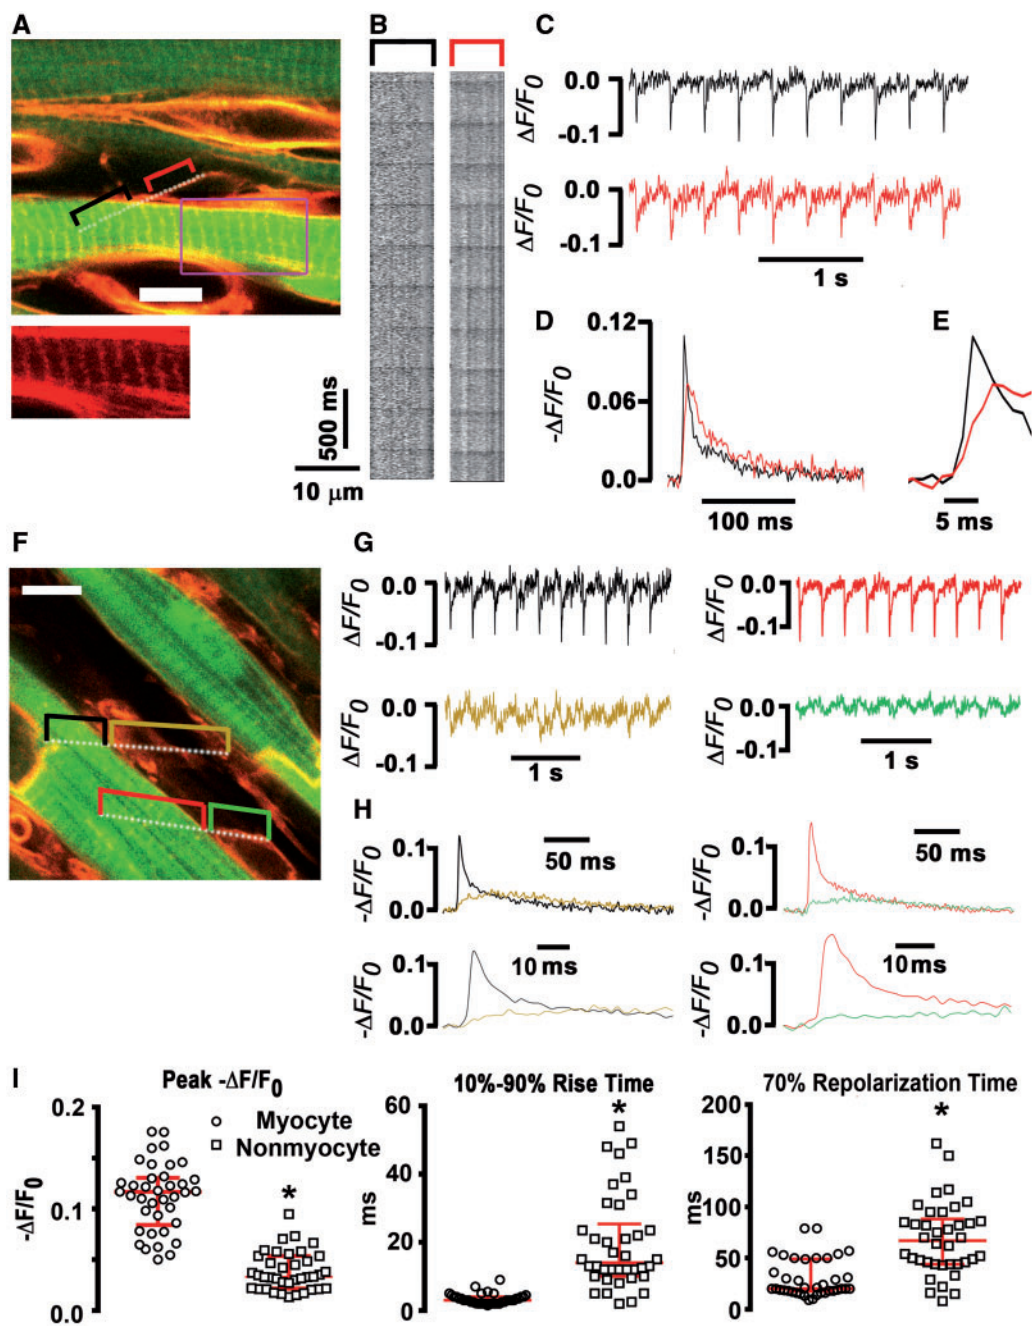 A
B
C
0.0
-0.1
ΔF/F0
0.0
-0.1
ΔF/F0
1 s
500 ms
10 μm
D
E
0.12
0.06
0.0
-ΔF/F0
100 ms
5 ms
F
G
ΔF/F0
0.0
-0.1
ΔF/F0
0.0
-0.1
ΔF/F0
0.0
-0.1
ΔF/F0
0.0
-0.1
1 s
1 s
H
-ΔF/F0
0.1
0.0
50 ms
-ΔF/F0
0.1
0.0
50 ms
-ΔF/F0
0.1
0.0
10 ms
-ΔF/F0
0.1
0.0
10 ms
I
Peak -ΔF/F0
-ΔF/F0
0.2
0.1
0.0
Myocyte
Nonmyocyte
*
10%-90% Rise Time
ms
60
40
20
0
*
70% Repolarization Time
ms
200
150
100
50
0
*